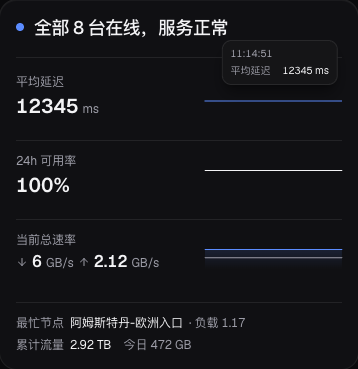 全部 8 台在线，服务正常
11:14:51
平均延迟 12345 ms
平均延迟
12345 ms
24h 可用率
100%
当前总速率
↓ 6 GB/s ↑ 2.12 GB/s
最忙节点 阿姆斯特丹-欧洲入口 · 负载 1.17
累计流量 2.92 TB 今日 472 GB